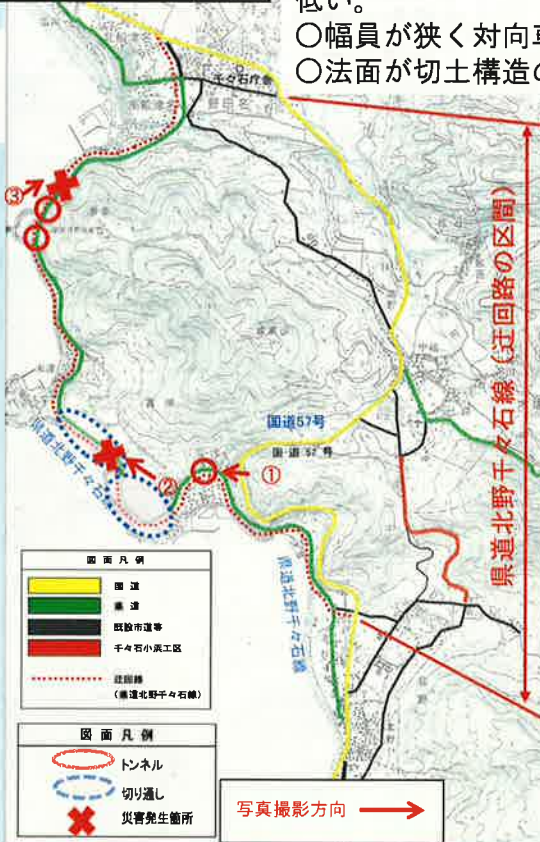 低い。
○幅員が狭く対向車
○法面が切土構造の
千々石庁舎
③
県道北野千々石線(迂回路の区間)
国道57号
国道57号
県道北野千々石線
②
①
県道北野千々石線
図面凡例
国道
県道
既設市道等
千々石小浜工区
迂回路
(県道北野千々石線)
図面凡例
トンネル
切り通し
災害発生箇所
写真撮影方向